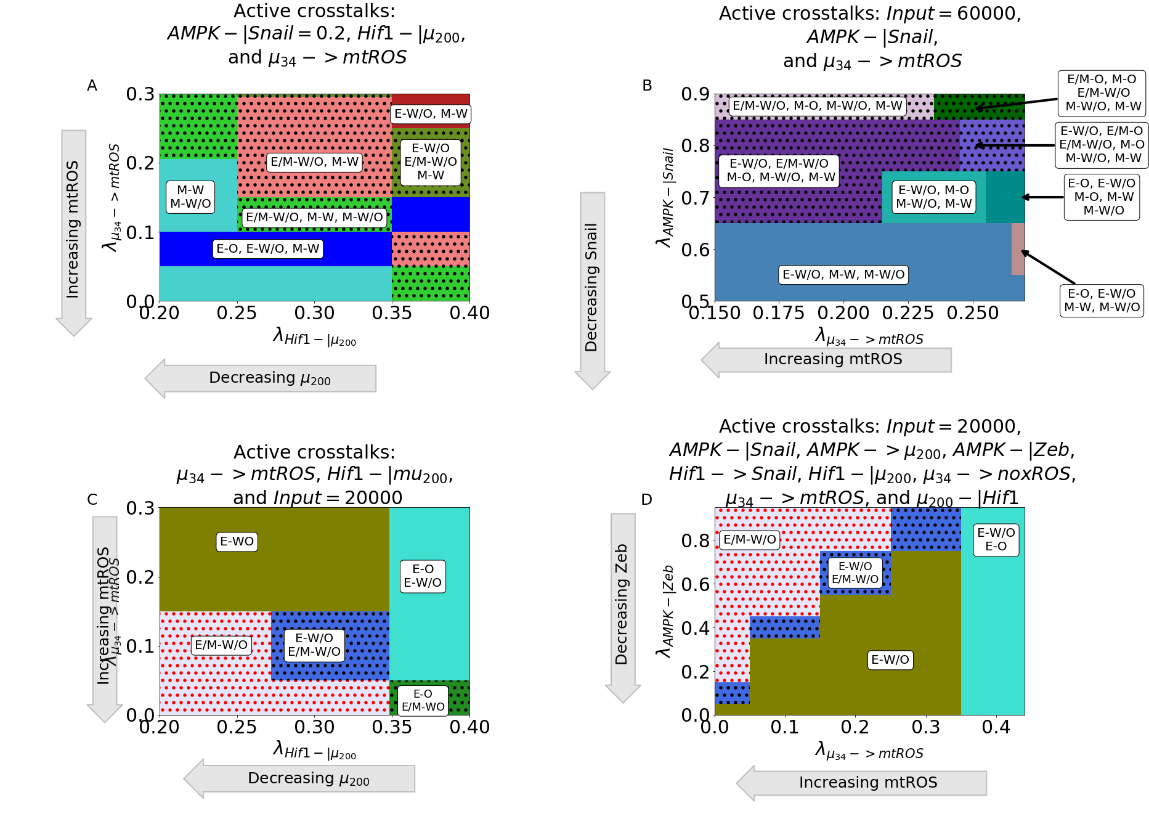 Active crosstalks:
AMPK−|Snail = 0.2, Hif1−|μ₂₀₀,
and μ₃₄−>mtROS
A
0.3
0.2
0.1
0.0
λμ₃₄−>mtROS
Increasing mtROS
E-W/O, M-W
E-W/O
E/M-W/O
M-W
E/M-W/O, M-W
M-W
M-W/O
E/M-W/O, M-W, M-W/O
E-O, E-W/O, M-W
0.20 0.25 0.30 0.35 0.40
λHif1−|μ₂₀₀
Decreasing μ₂₀₀
Active crosstalks: Input = 60000,
AMPK−|Snail,
and μ₃₄−>mtROS
B
0.9
0.8
0.7
0.6
0.5
λAMPK−|Snail
Decreasing Snail
E/M-W/O, M-O, M-W/O, M-W
E-W/O, E/M-W/O
M-O, M-W/O, M-W
E-W/O, M-O
M-W/O, M-W
E-W/O, M-W, M-W/O
E/M-O, M-O
E/M-W/O
M-W/O, M-W
E-W/O, E/M-O
E/M-W/O, M-O
M-W/O, M-W
E-O, E-W/O
M-O, M-W
M-W/O
E-O, E-W/O
M-W, M-W/O
0.150 0.175 0.200 0.225 0.250
λμ₃₄−>mtROS
Increasing mtROS
Active crosstalks:
μ₃₄−>mtROS, Hif1−|mu₂₀₀,
and Input = 20000
C
0.3
0.2
0.1
0.0
λμ₃₄−>mtROS
Increasing mtROS
E-WO
E-O
E-W/O
E/M-W/O
E-W/O
E/M-W/O
E-O
E/M-WO
0.20 0.25 0.30 0.35 0.40
λHif1−|μ₂₀₀
Decreasing μ₂₀₀
Active crosstalks: Input = 20000,
AMPK−|Snail, AMPK−>μ₂₀₀, AMPK−|Zeb,
Hif1−>Snail, Hif1−|μ₂₀₀, μ₃₄−>noxROS,
μ₃₄−>mtROS, and μ₂₀₀−|Hif1
D
0.8
0.6
0.4
0.2
0.0
λAMPK−|Zeb
Decreasing Zeb
E/M-W/O
E-W/O
E-O
E-W/O
E/M-W/O
E-W/O
0.0 0.1 0.2 0.3 0.4
λμ₃₄−>mtROS
Increasing mtROS